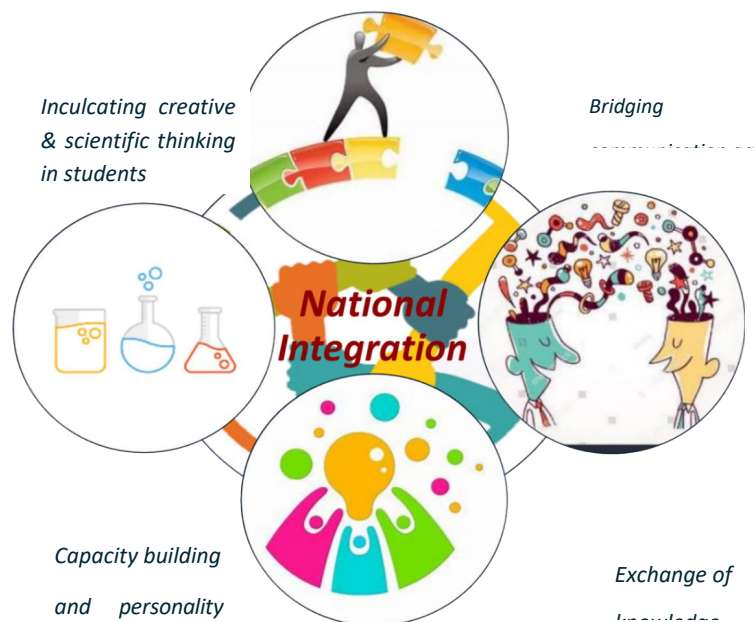 Inculcating creative
& scientific thinking
in students
Bridging
National
Integration
Capacity building
and personality
Exchange of